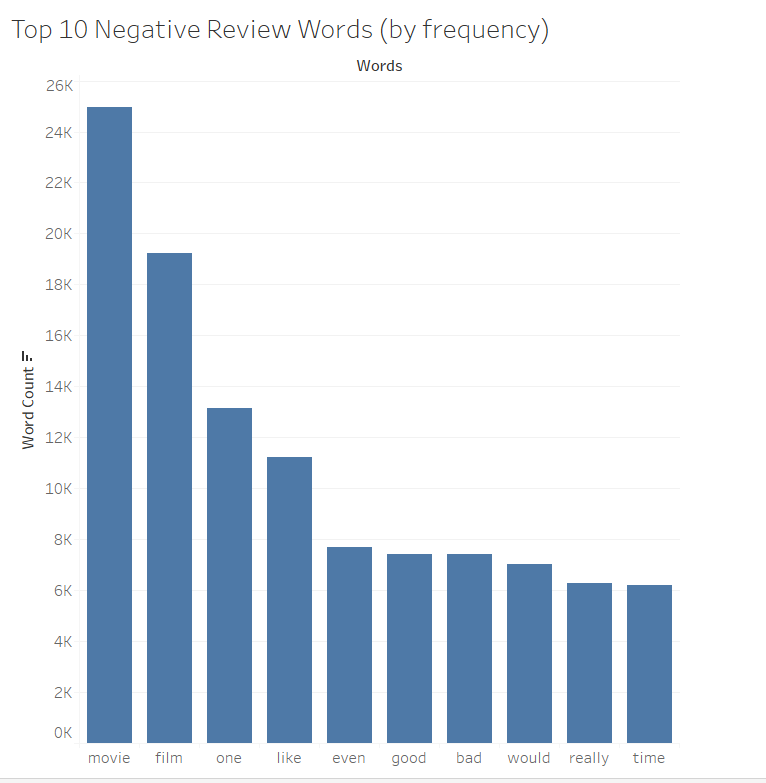 Top 10 Negative Review Words (by frequency)
Words
26K
24K
22K
20K
18K
16K
14K
12K
10K
8K
6K
4K
2K
0K
Word Count
movie film one like even good bad would really time